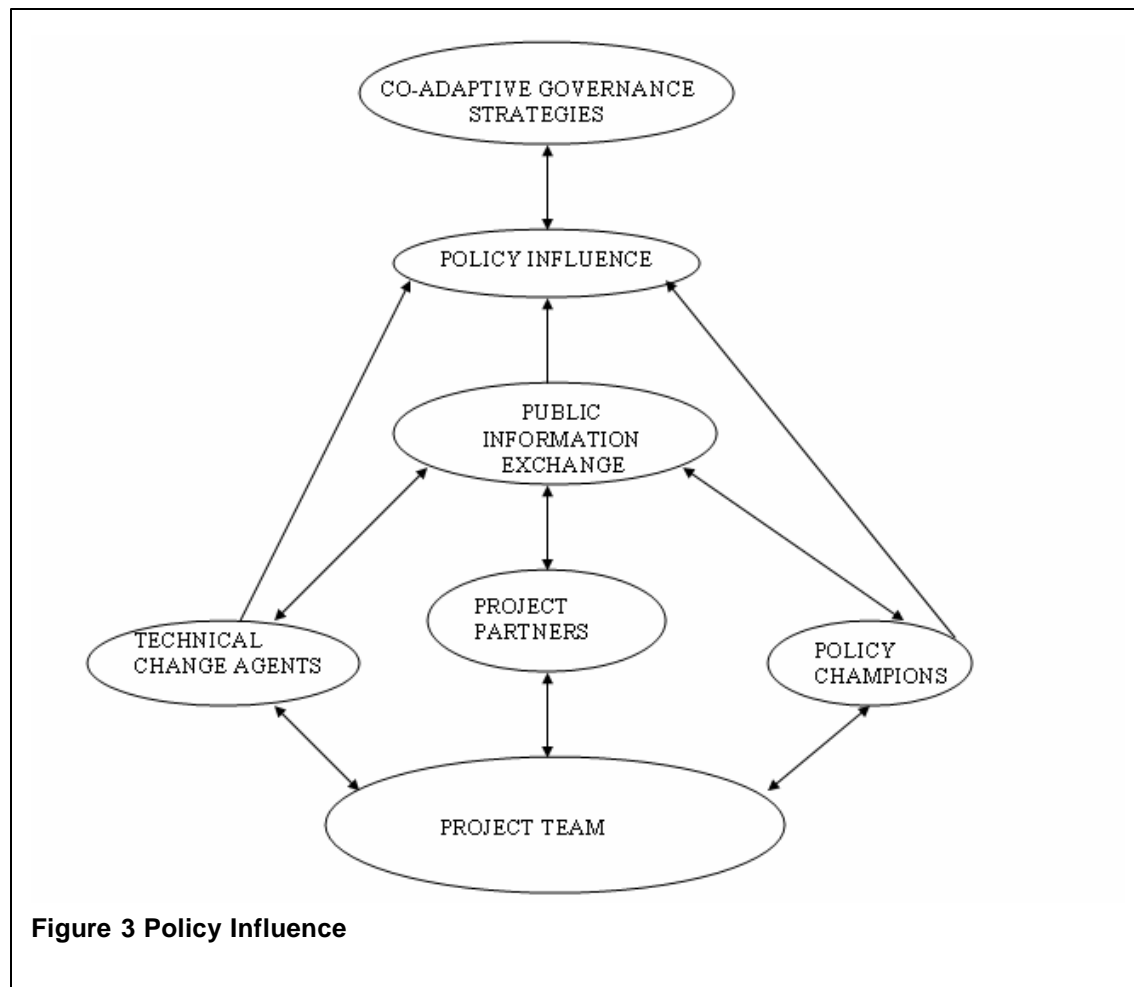 CO-ADAPTIVE GOVERNANCE
STRATEGIES
POLICY INFLUENCE
PUBLIC
INFORMATION
EXCHANGE
PROJECT
PARTNERS
TECHNICAL
CHANGE AGENTS
POLICY
CHAMPIONS
PROJECT TEAM
Figure 3 Policy Influence